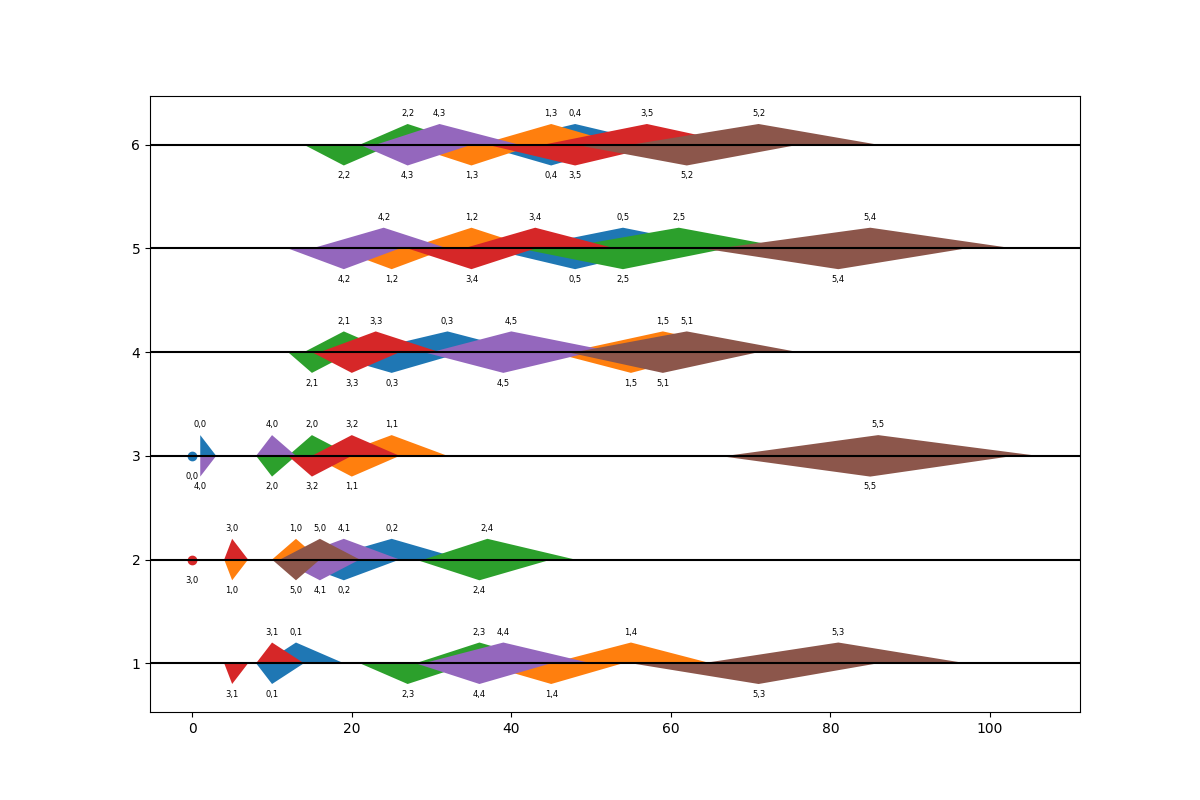 2,2 4,3 1,3 0,4 3,5 5,2
6
2,2 4,3 1,3 0,4 3,5 5,2
4,2 1,2 3,4 0,5 2,5 5,4
5
4,2 1,2 3,4 0,5 2,5 5,4
2,1 3,3 0,3 4,5 1,5 5,1
4
2,1 3,3 0,3 4,5 1,5 5,1
0,0 4,0 2,0 3,2 1,1 5,5
3
0,0
4,0 2,0 3,2 1,1 5,5
3,0 1,0 5,0 4,1 0,2 2,4
2
3,0
1,0 5,0 4,1 0,2 2,4
3,1 0,1 2,3 4,4 1,4 5,3
1
3,1 0,1 2,3 4,4 1,4 5,3
0 20 40 60 80 100